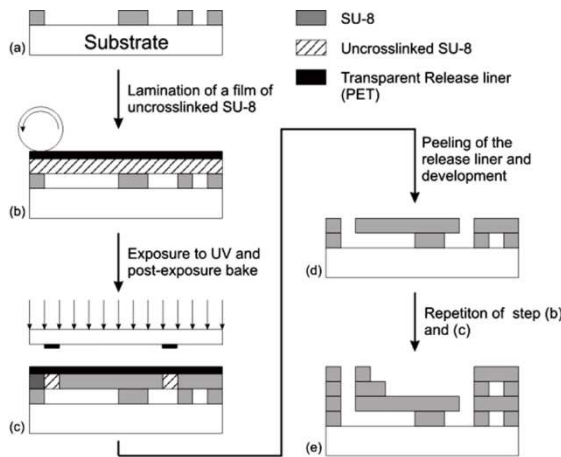 SU-8
Uncrosslinked SU-8
Transparent Release liner
(PET)
(a)
Substrate
Lamination of a film of
uncrosslinked SU-8
(b)
Exposure to UV and
post-exposure bake
(c)
Peeling of the
release liner and
development
(d)
Repetiton of step (b)
and (c)
(e)